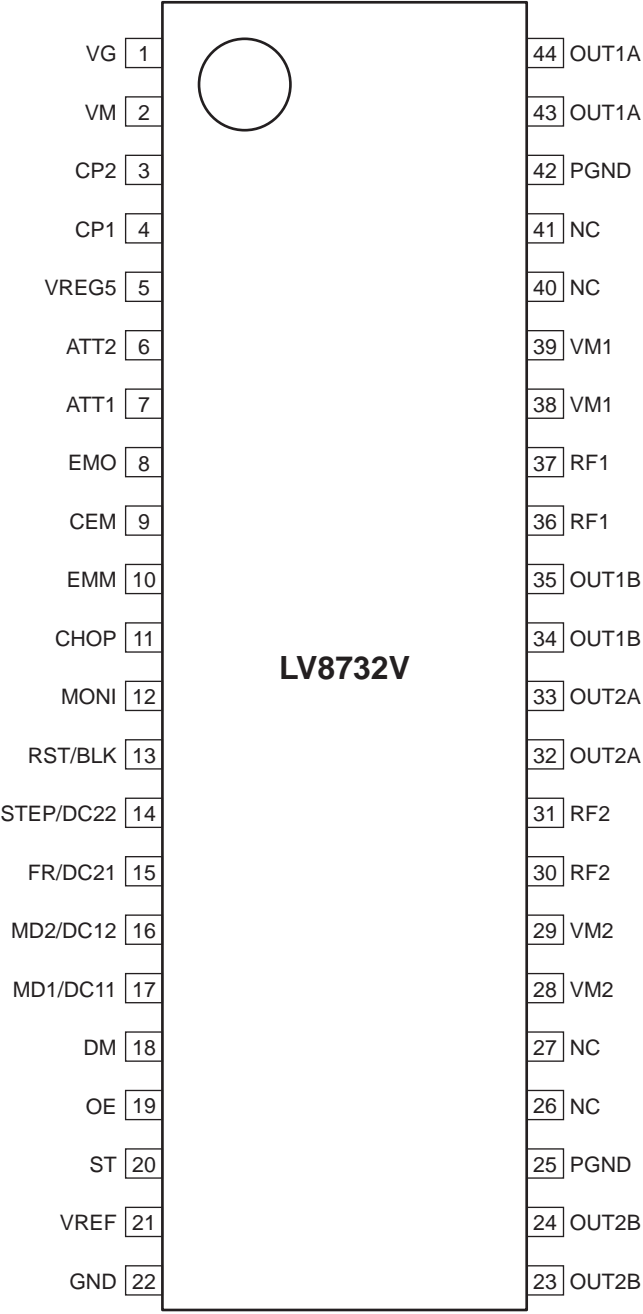 VG 1 44 OUT1A
VM 2 43 OUT1A
CP2 3 42 PGND
CP1 4 41 NC
VREG5 5 40 NC
ATT2 6 39 VM1
ATT1 7 38 VM1
EMO 8 37 RF1
CEM 9 36 RF1
EMM 10 35 OUT1B
CHOP 11 34 OUT1B
LV8732V
MONI 12 33 OUT2A
RST/BLK 13 32 OUT2A
STEP/DC22 14 31 RF2
FR/DC21 15 30 RF2
MD2/DC12 16 29 VM2
MD1/DC11 17 28 VM2
DM 18 27 NC
OE 19 26 NC
ST 20 25 PGND
VREF 21 24 OUT2B
GND 22 23 OUT2B